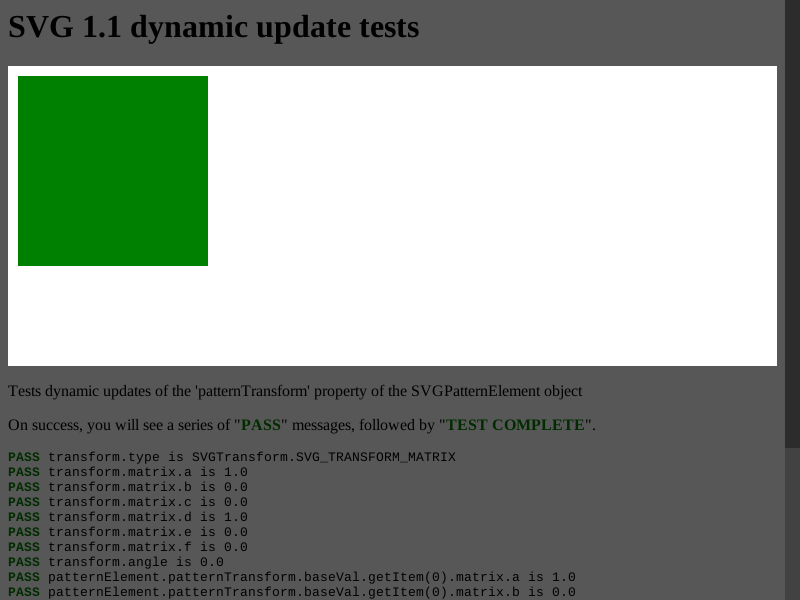 SVG 1.1 dynamic update tests
Tests dynamic updates of the 'patternTransform' property of the SVGPatternElement object
On success, you will see a series of "PASS" messages, followed by "TEST COMPLETE".
PASS transform.type is SVGTransform.SVG_TRANSFORM_MATRIX
PASS transform.matrix.a is 1.0
PASS transform.matrix.b is 0.0
PASS transform.matrix.c is 0.0
PASS transform.matrix.d is 1.0
PASS transform.matrix.e is 0.0
PASS transform.matrix.f is 0.0
PASS transform.angle is 0.0
PASS patternElement.patternTransform.baseVal.getItem(0).matrix.a is 1.0
PASS patternElement.patternTransform.baseVal.getItem(0).matrix.b is 0.0